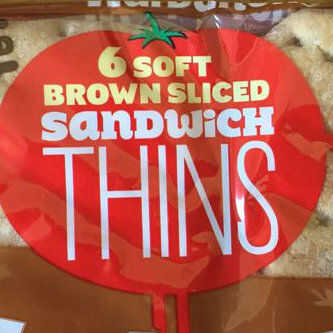 6 SOFT
BROWN SLICED
SANDWiCH
THINS